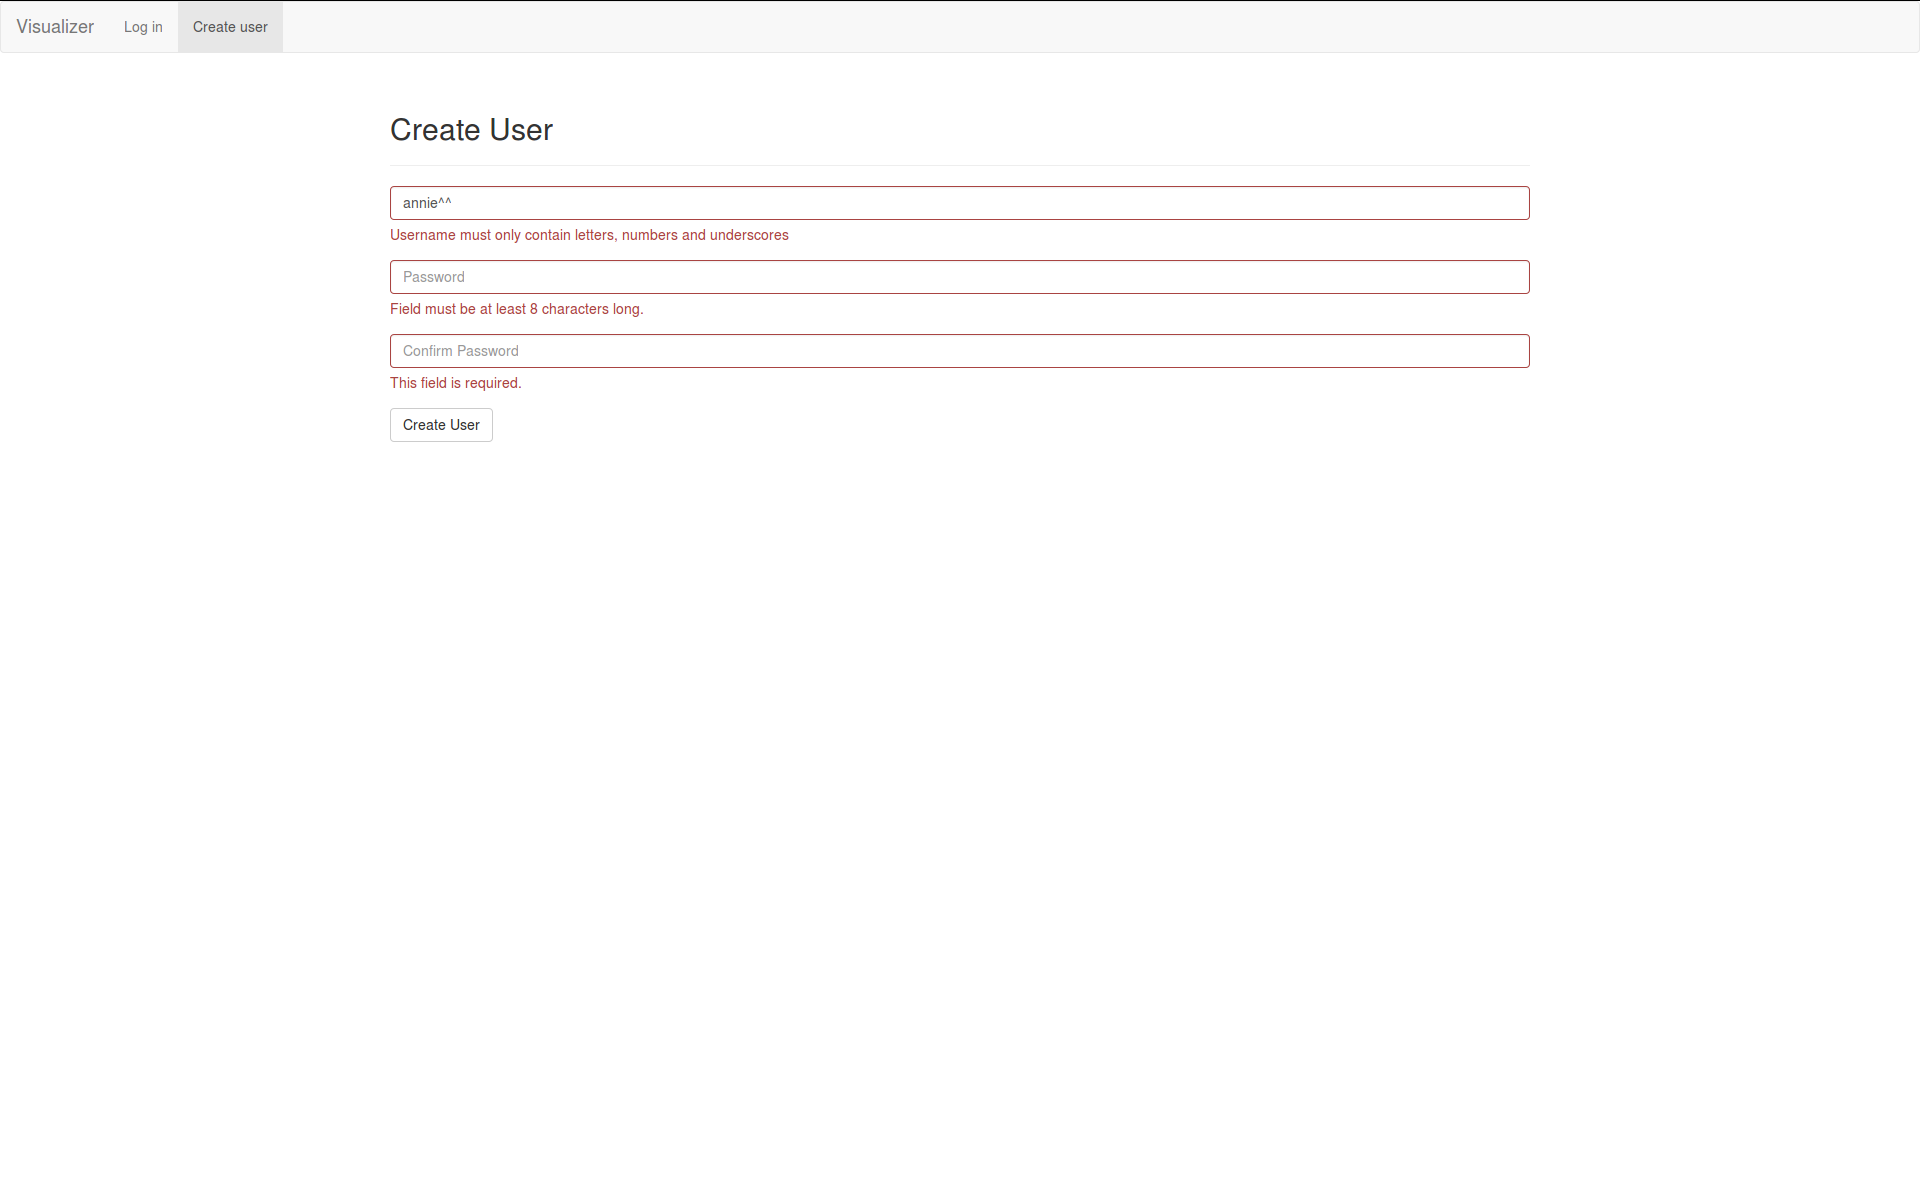 Visualizer Log in Create user
Create User
annie^^
Username must only contain letters, numbers and underscores
Password
Field must be at least 8 characters long.
Confirm Password
This field is required.
Create User